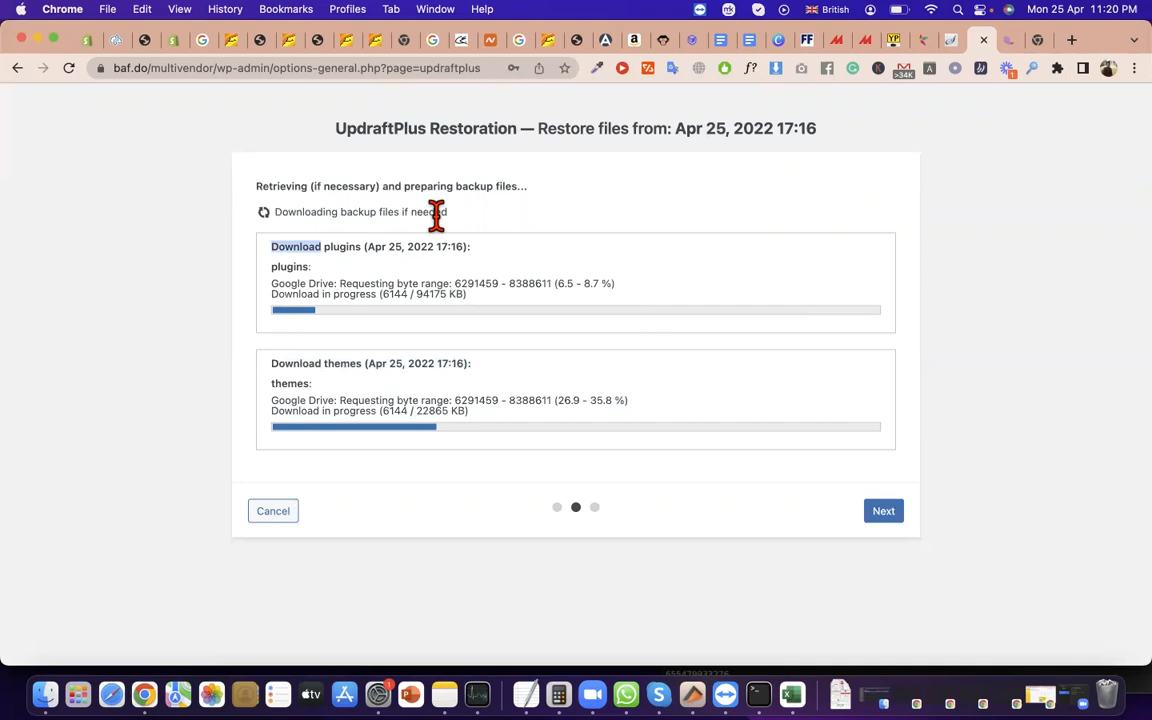 Chrome File Edit View History Bookmarks Profiles Tab Window Help British Mon 25 Apr 11:20 PM
baf.do/multivendor/wp-admin/options-general.php?page=updraftplus
>34K
1
UpdraftPlus Restoration — Restore files from: Apr 25, 2022 17:16
Retrieving (if necessary) and preparing backup files...
Downloading backup files if needed
Download plugins (Apr 25, 2022 17:16):
plugins:
Google Drive: Requesting byte range: 6291459 - 8388611 (6.5 - 8.7 %)
Download in progress (6144 / 94175 KB)
Download themes (Apr 25, 2022 17:16):
themes:
Google Drive: Requesting byte range: 6291459 - 8388611 (26.9 - 35.8 %)
Download in progress (6144 / 22865 KB)
Cancel
Next